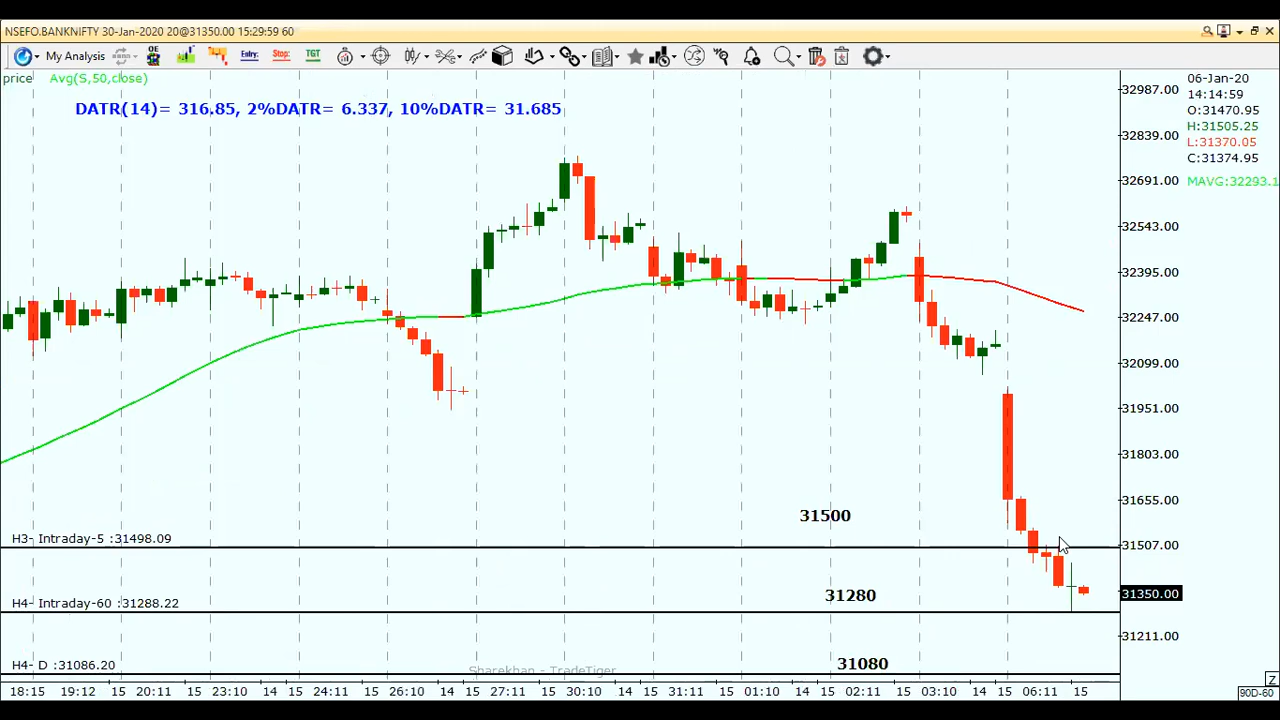 NSEFO.BANKNIFTY 30-Jan-2020 20@31350.00 15:29:59 60
My Analysis OE Entry: Stop: TGT
price Avg(S,50,close)
DATR(14)= 316.85, 2%DATR= 6.337, 10%DATR= 31.685
06-Jan-20
14:14:59
O:31470.95
H:31505.25
L:31370.05
C:31374.95
MAVG:32293.1
32987.00
32839.00
32691.00
32543.00
32395.00
32247.00
32099.00
31951.00
31803.00
31655.00
31500
31507.00
H3- Intraday-5 :31498.09
31350.00
31280
H4- Intraday-60 :31288.22
31211.00
31080
H4- D :31086.20
Sharekhan - TradeTiger
18:15 19:12 15 20:11 15 23:10 14 15 24:11 15 26:10 14 15 27:11 15 30:10 14 15 31:11 15 01:10 15 02:11 15 03:10 14 15 06:11 15
Z
90D-60